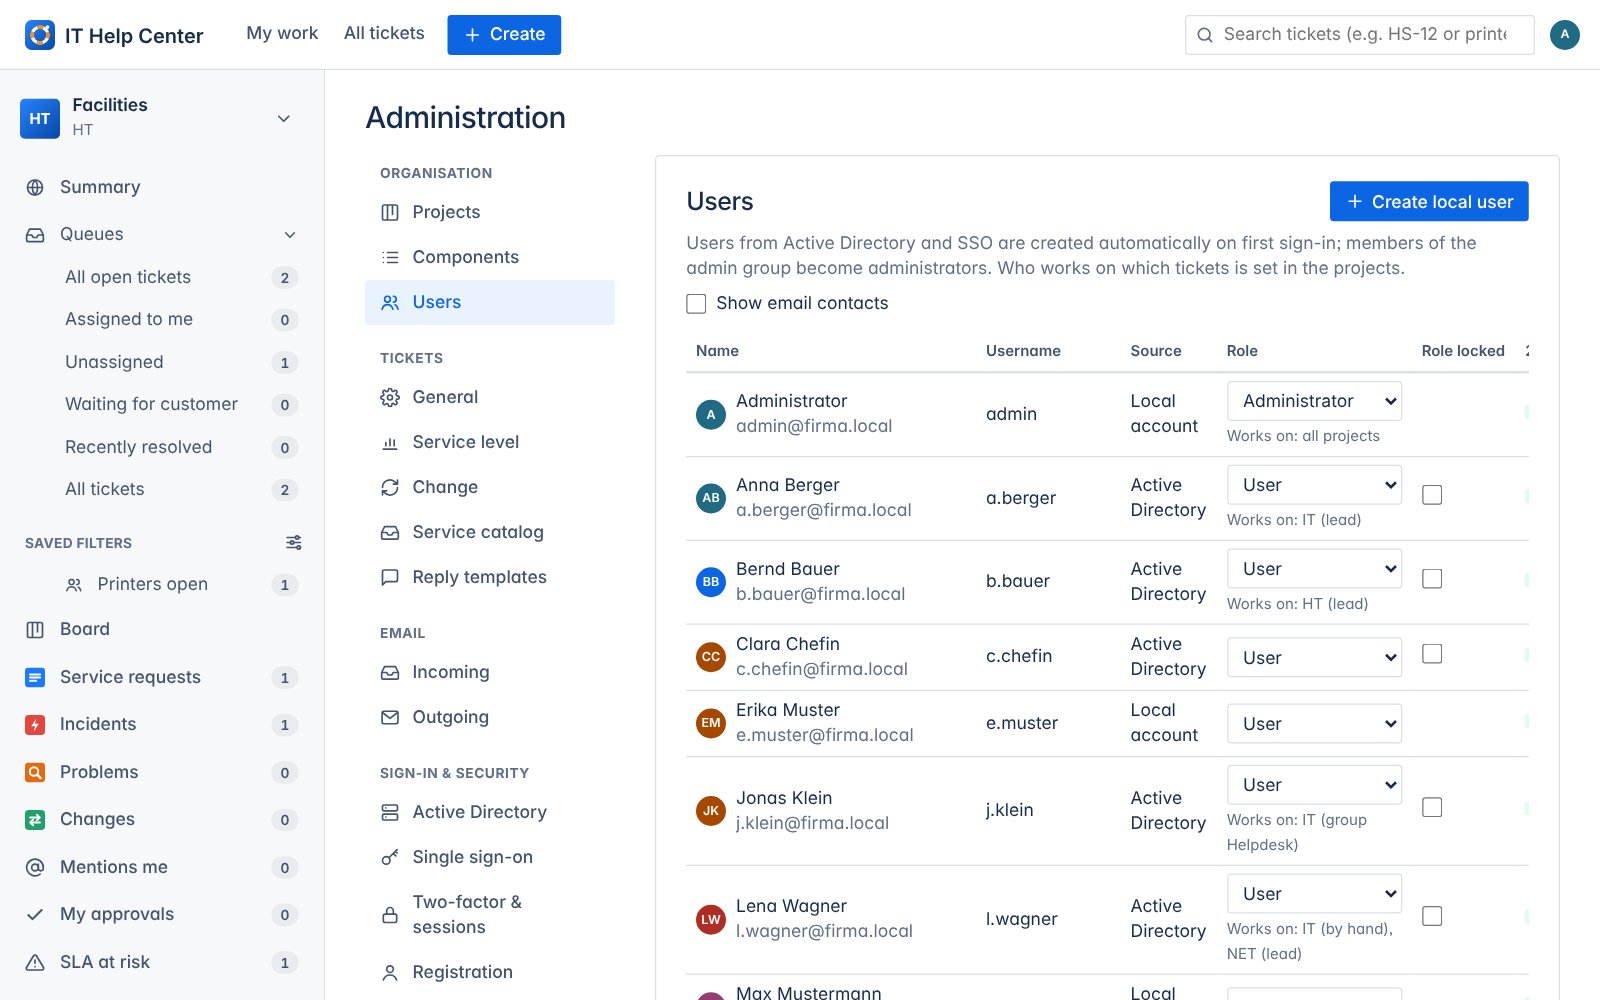 IT Help Center
My work
All tickets
Create
Search tickets (e.g. HS-12 or printe
A
HT
Facilities
HT
Summary
Queues
All open tickets 2
Assigned to me 0
Unassigned 1
Waiting for customer 0
Recently resolved 0
All tickets 2
SAVED FILTERS
Printers open 1
Board
Service requests 1
Incidents 1
Problems 0
Changes 0
Mentions me 0
My approvals 0
SLA at risk 1
Administration
ORGANISATION
Projects
Components
Users
TICKETS
General
Service level
Change
Service catalog
Reply templates
EMAIL
Incoming
Outgoing
SIGN-IN & SECURITY
Active Directory
Single sign-on
Two-factor &
sessions
Registration
Users
Create local user
Users from Active Directory and SSO are created automatically on first sign-in; members of the
admin group become administrators. Who works on which tickets is set in the projects.
Show email contacts
Name Username Source Role Role locked
A
Administrator
admin@firma.local
admin
Local
account
Administrator
Works on: all projects
AB
Anna Berger
a.berger@firma.local
a.berger
Active
Directory
User
Works on: IT (lead)
BB
Bernd Bauer
b.bauer@firma.local
b.bauer
Active
Directory
User
Works on: HT (lead)
CC
Clara Chefin
c.chefin@firma.local
c.chefin
Active
Directory
User
EM
Erika Muster
e.muster@firma.local
e.muster
Local
account
User
JK
Jonas Klein
j.klein@firma.local
j.klein
Active
Directory
User
Works on: IT (group
Helpdesk)
LW
Lena Wagner
l.wagner@firma.local
l.wagner
Active
Directory
User
Works on: IT (by hand),
NET (lead)
Max Mustermann
Local